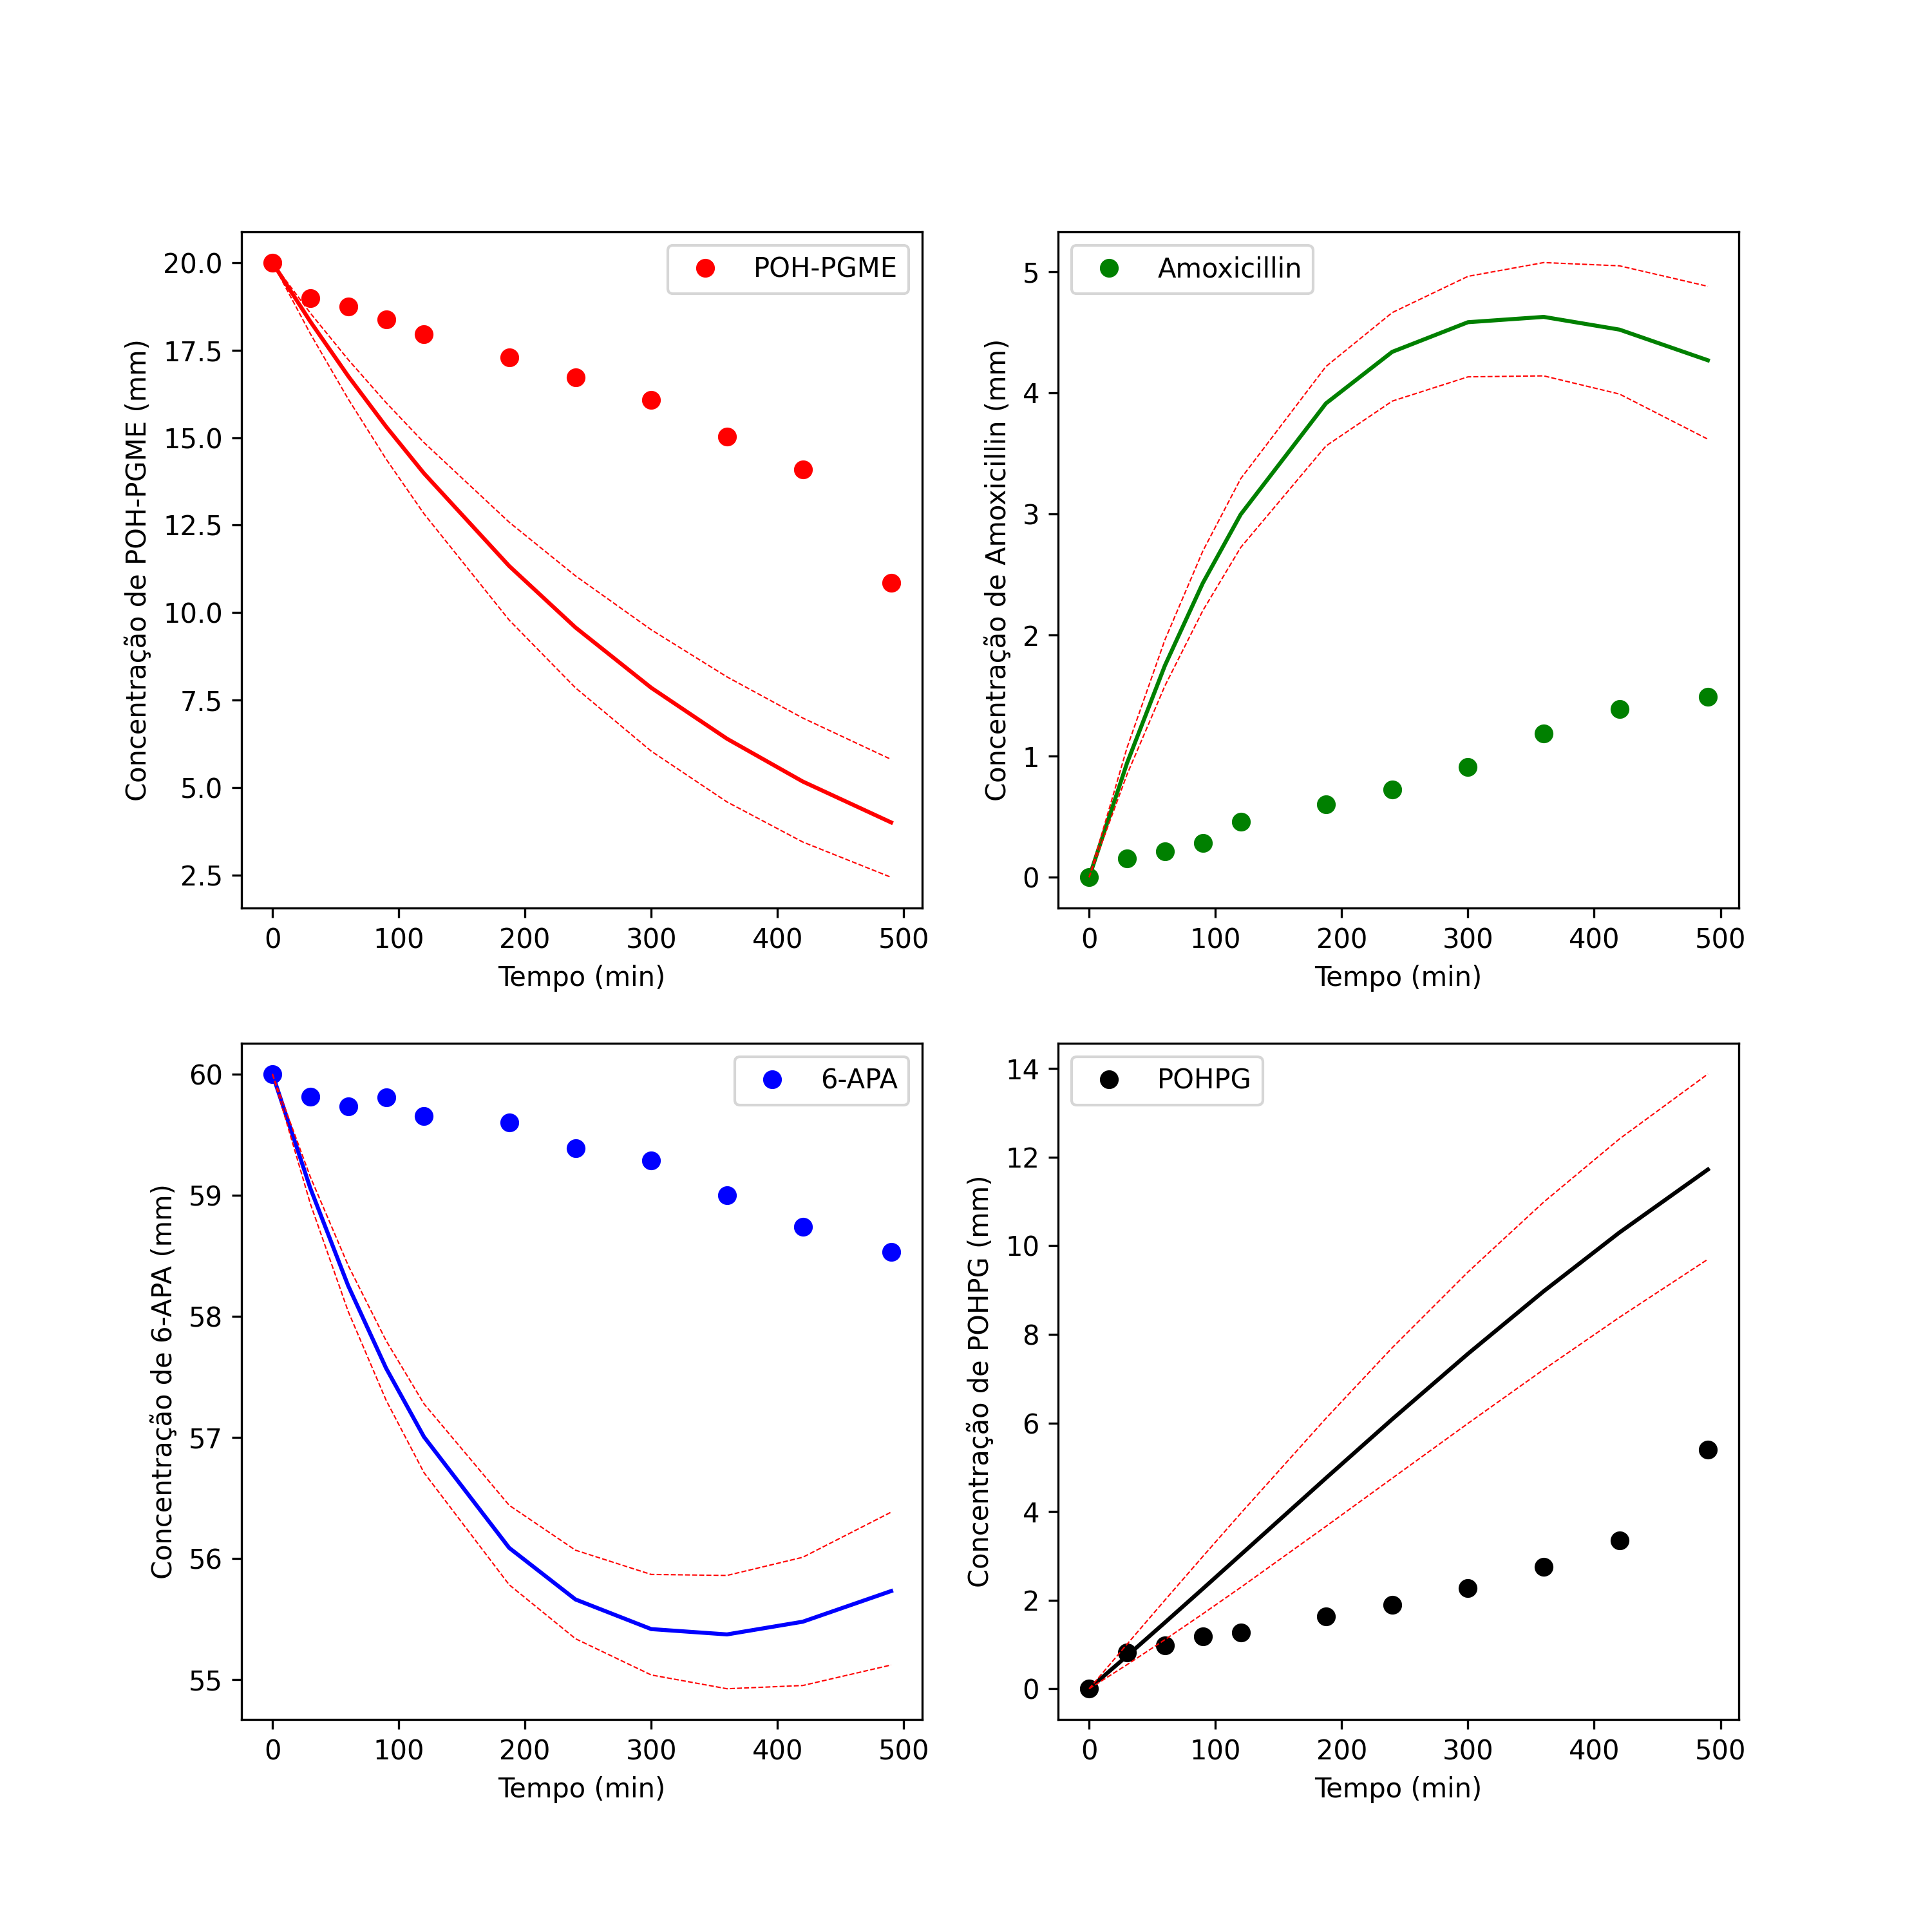 POH-PGME
Concentração de POH-PGME (mm)
20.0
17.5
15.0
12.5
10.0
7.5
5.0
2.5
0 100 200 300 400 500
Tempo (min)
Amoxicillin
Concentração de Amoxicillin (mm)
5
4
3
2
1
0
0 100 200 300 400 500
Tempo (min)
6-APA
Concentração de 6-APA (mm)
60
59
58
57
56
55
0 100 200 300 400 500
Tempo (min)
POHPG
Concentração de POHPG (mm)
14
12
10
8
6
4
2
0
0 100 200 300 400 500
Tempo (min)